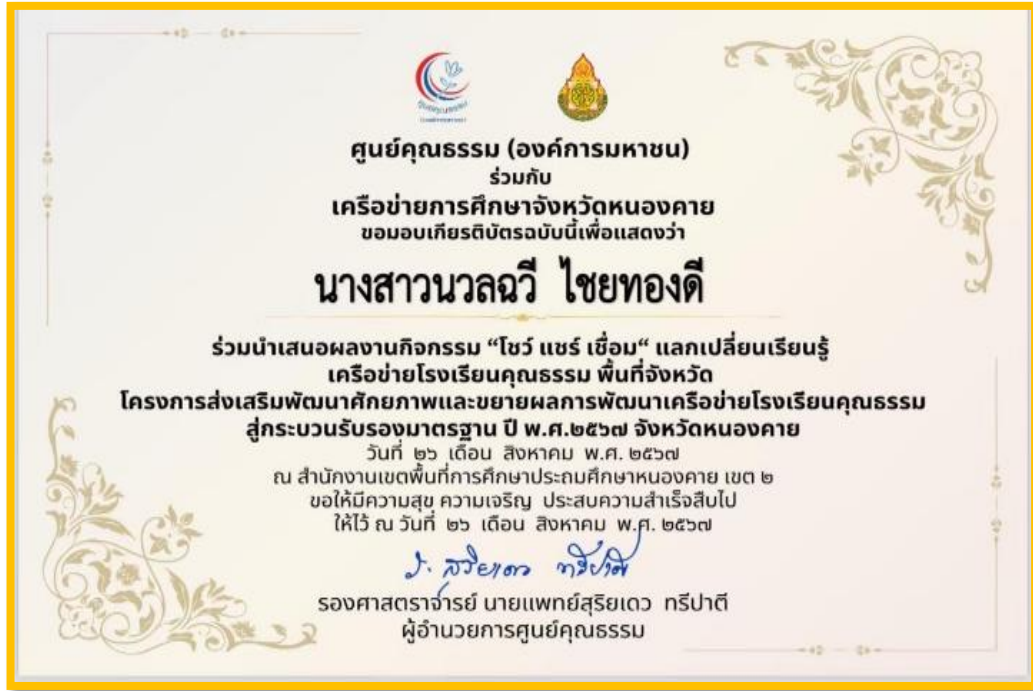 ศูนย์คุณธรรม
ศูนย์คุณธรรม (องค์การมหาชน)
ร่วมกับ
เครือข่ายการศึกษาจังหวัดหนองคาย
ขอมอบเกียรติบัตรฉบับนี้เพื่อแสดงว่า
นางสาวนวลฉวี ไชยทองดี
ร่วมนำเสนอผลงานกิจกรรม “โชว์ แชร์ เชื่อม“ แลกเปลี่ยนเรียนรู้
เครือข่ายโรงเรียนคุณธรรม พื้นที่จังหวัด
โครงการส่งเสริมพัฒนาศักยภาพและขยายผลการพัฒนาเครือข่ายโรงเรียนคุณธรรม
สู่กระบวนรับรองมาตรฐาน ปี พ.ศ.๒๕๖๗ จังหวัดหนองคาย
วันที่ ๒๖ เดือน สิงหาคม พ.ศ. ๒๕๖๗
ณ สำนักงานเขตพื้นที่การศึกษาประถมศึกษาหนองคาย เขต ๒
ขอให้มีความสุข ความเจริญ ประสบความสำเร็จสืบไป
ให้ไว้ ณ วันที่ ๒๖ เดือน สิงหาคม พ.ศ. ๒๕๖๗
รองศาสตราจารย์ นายแพทย์สุริยเดว ทรีปาตี
ผู้อำนวยการศูนย์คุณธรรม